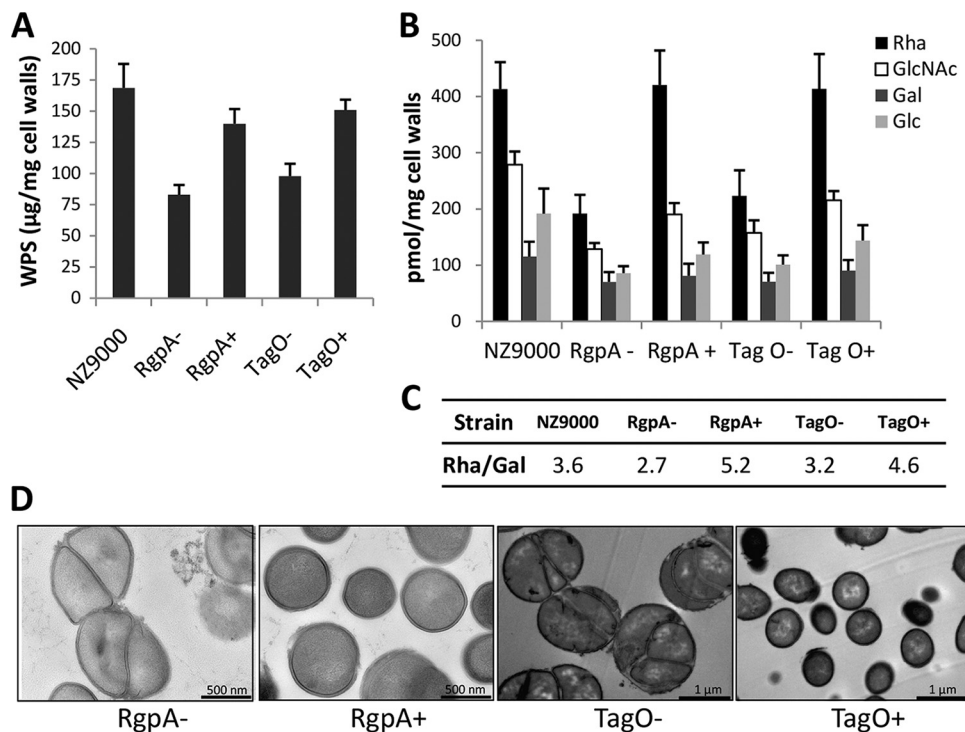 A
WPS (µg/mg cell walls)
200
175
150
125
100
75
50
25
0
NZ9000
RgpA-
RgpA+
TagO-
TagO+
B
pmol/mg cell walls
500
400
300
200
100
0
Rha
GlcNAc
Gal
Glc
NZ9000 RgpA - RgpA + Tag O- Tag O+
C
Strain NZ9000 RgpA- RgpA+ TagO- TagO+
Rha/Gal 3.6 2.7 5.2 3.2 4.6
D
500 nm
500 nm
1 µm
1 µm
RgpA- RgpA+ TagO- TagO+